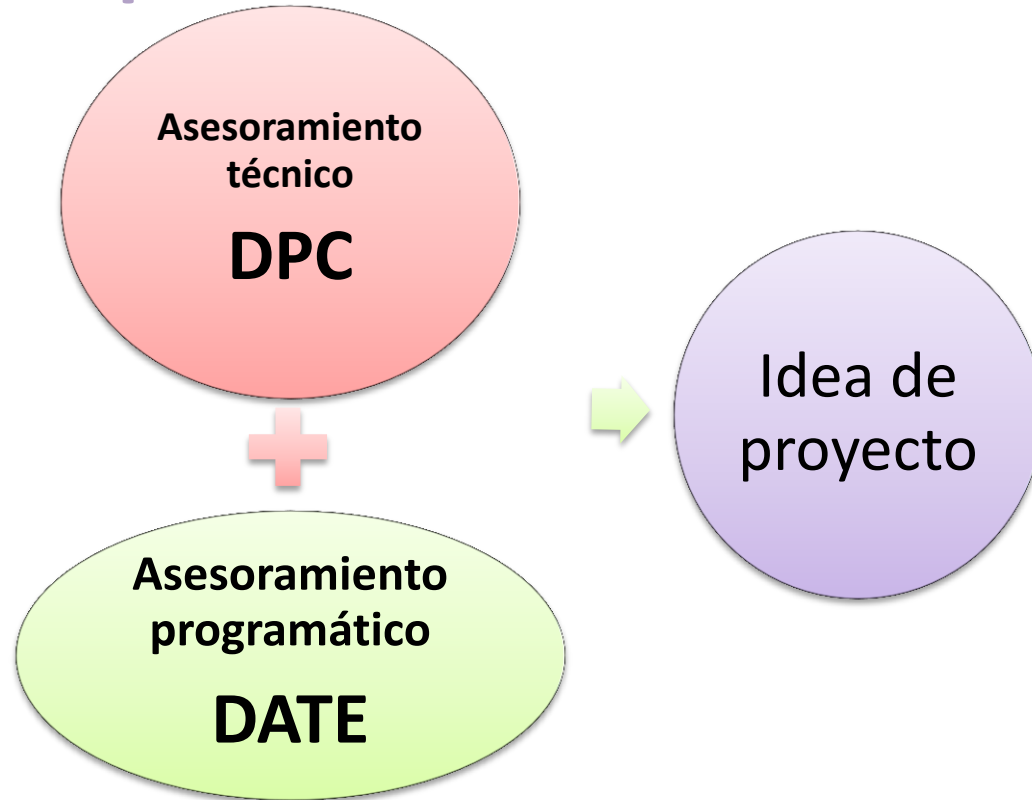 Asesoramiento
técnico
DPC
Asesoramiento
programático
DATE
Idea de
proyecto